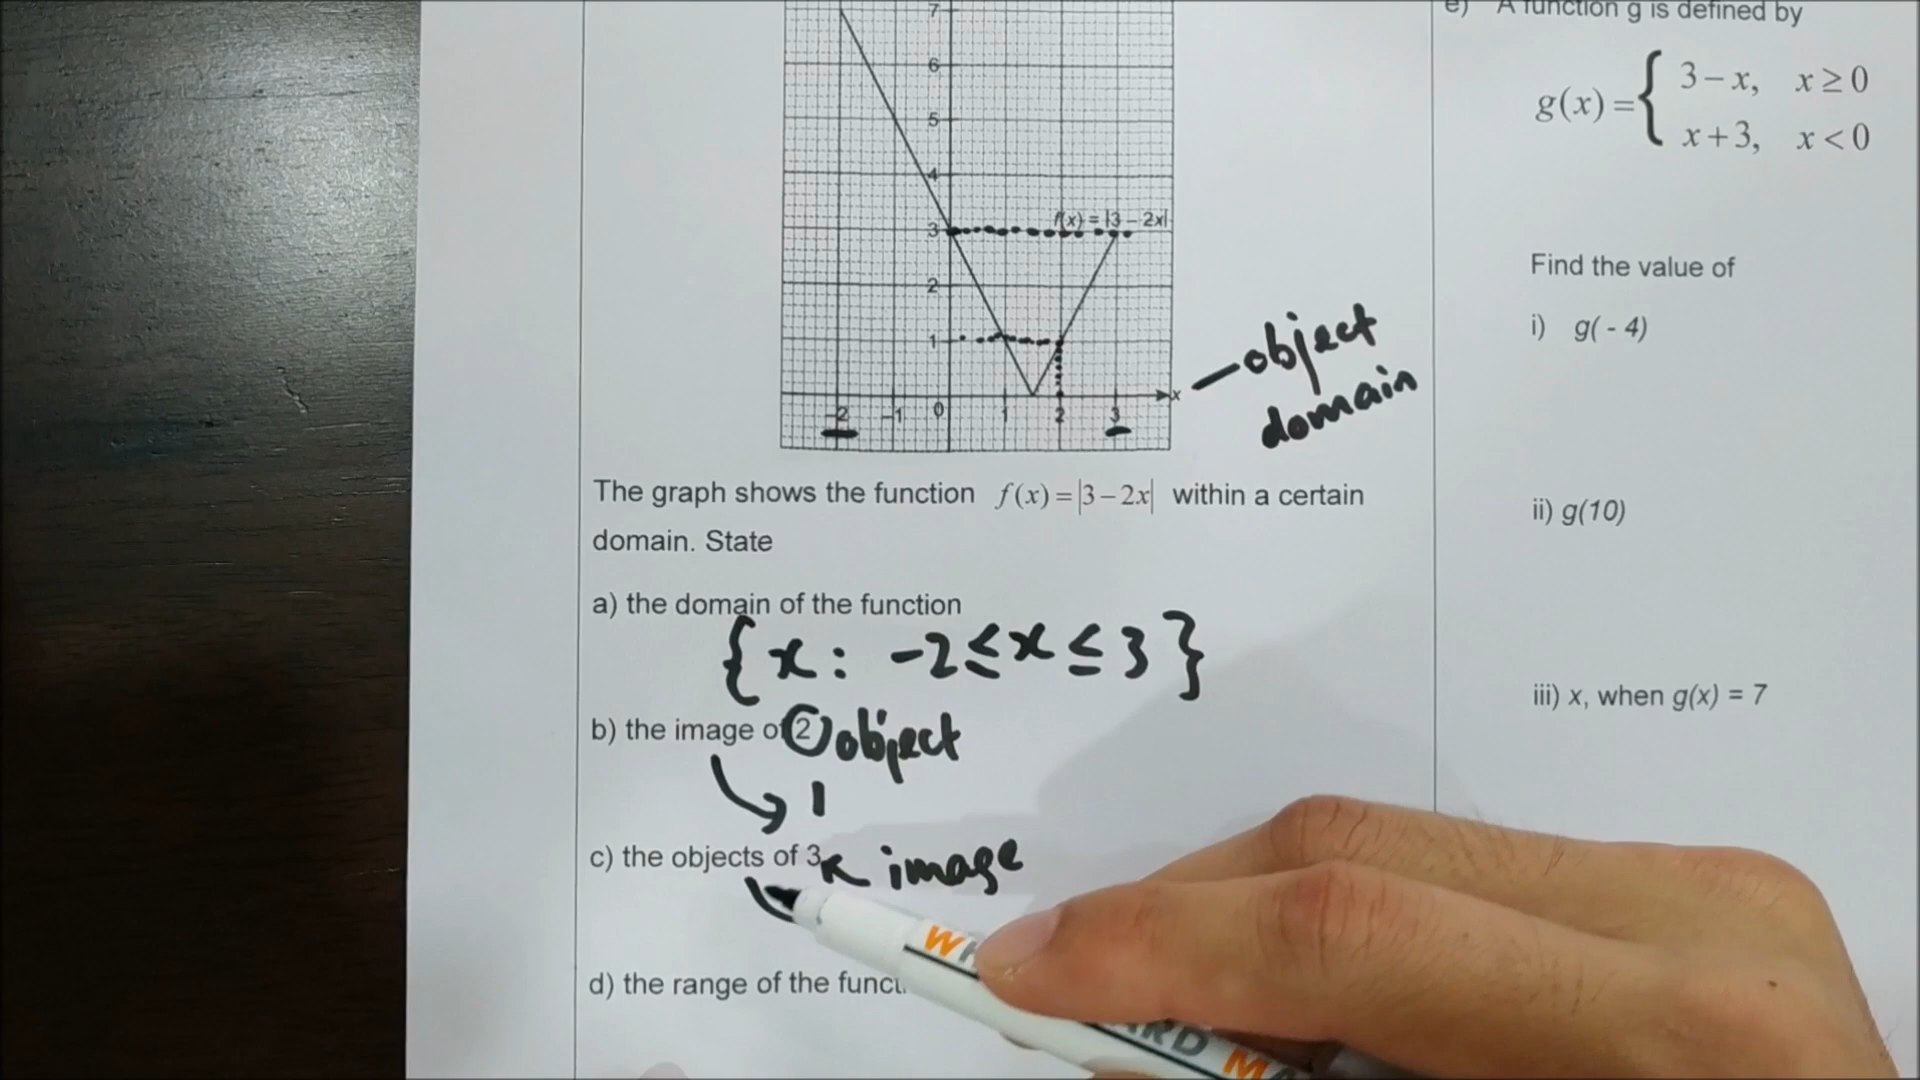 7
6
5
4
3
f(x) = |3 – 2x|
2
1
x
-2 -1 0 1 2 3
object
domain
The graph shows the function f(x) = |3 – 2x| within a certain
domain. State
a) the domain of the function
{x: -2 ≤ x ≤ 3}
b) the image of 2 object
1
c) the objects of 3 image
d) the range of the
e) A function g is defined by
g(x) = { 3 – x, x ≥ 0
x + 3, x < 0
Find the value of
i) g( - 4)
ii) g(10)
iii) x, when g(x) = 7